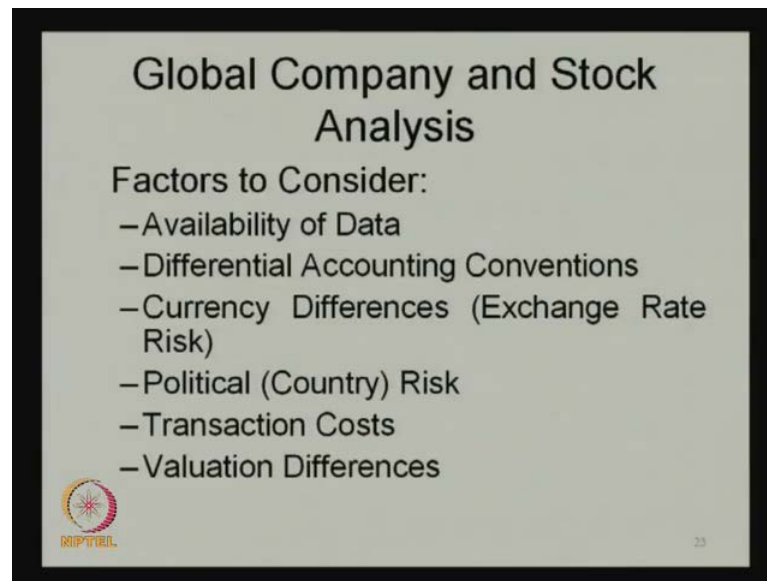 Global Company and Stock
Analysis
Factors to Consider:
–Availability of Data
–Differential Accounting Conventions
–Currency Differences (Exchange Rate
Risk)
–Political (Country) Risk
–Transaction Costs
–Valuation Differences
NPTEL
23